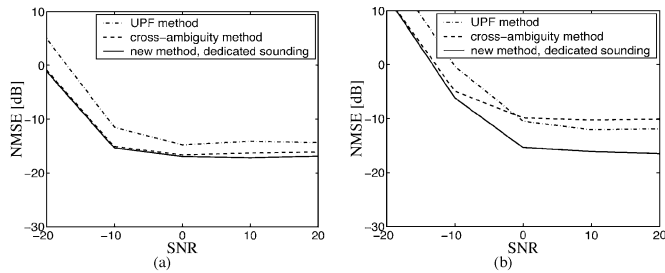 10
0
−10
−20
−30
NMSE [dB]
UPF method
cross−ambiguity method
new method, dedicated sounding
−20
−10
0
10
20
SNR
(a)
10
0
−10
−20
−30
NMSE [dB]
UPF method
cross−ambiguity method
new method, dedicated sounding
−20
−10
0
10
20
SNR
(b)